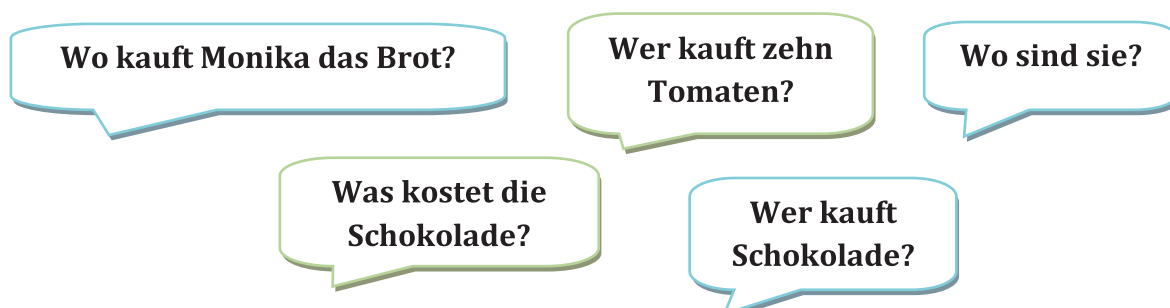 Wo kauft Monika das Brot?
Wer kauft zehn
Tomaten?
Wo sind sie?
Was kostet die
Schokolade?
Wer kauft
Schokolade?